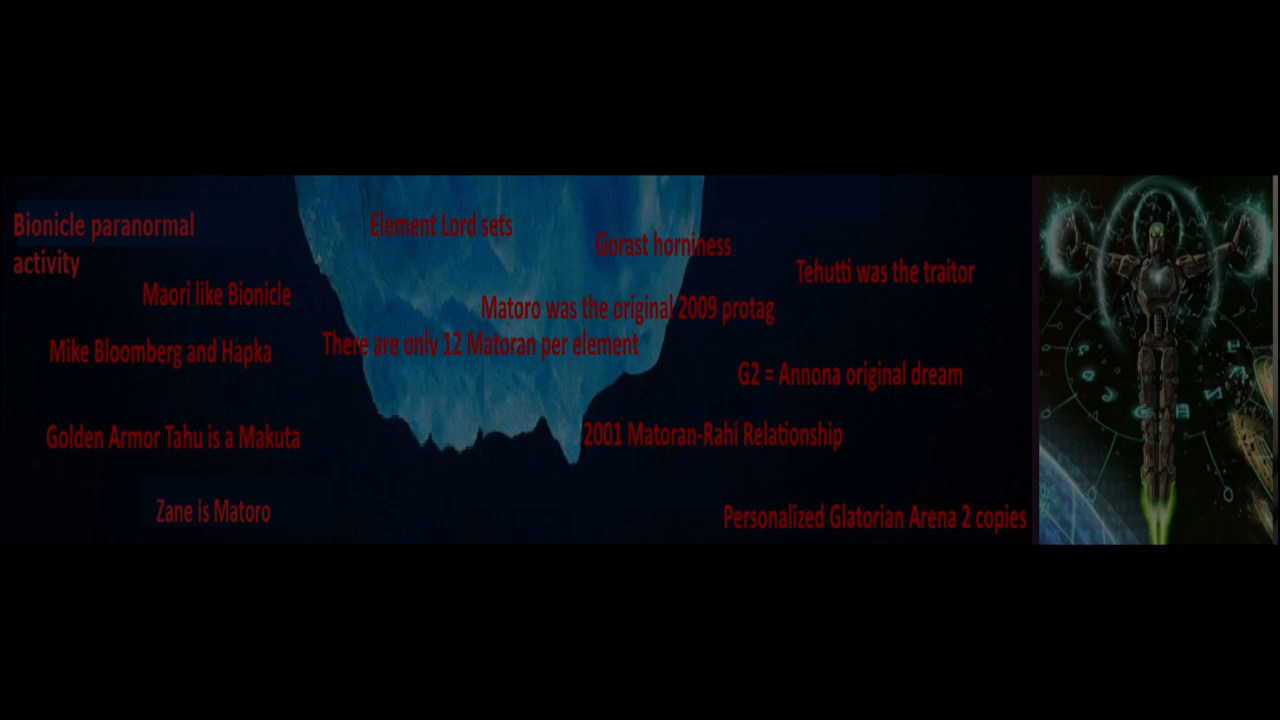 Bionicle paranormal
activity
Element Lord sets
Gorast horniness
Tehutti was the traitor
Maori like Bionicle
Matoro was the original 2009 protag
Mike Bloomberg and Hapka
There are only 12 Matoran per element
G2 = Annona original dream
Golden Armor Tahu is a Makuta
2001 Matoran-Rahi Relationship
Zane is Matoro
Personalized Glatorian Arena 2 copies